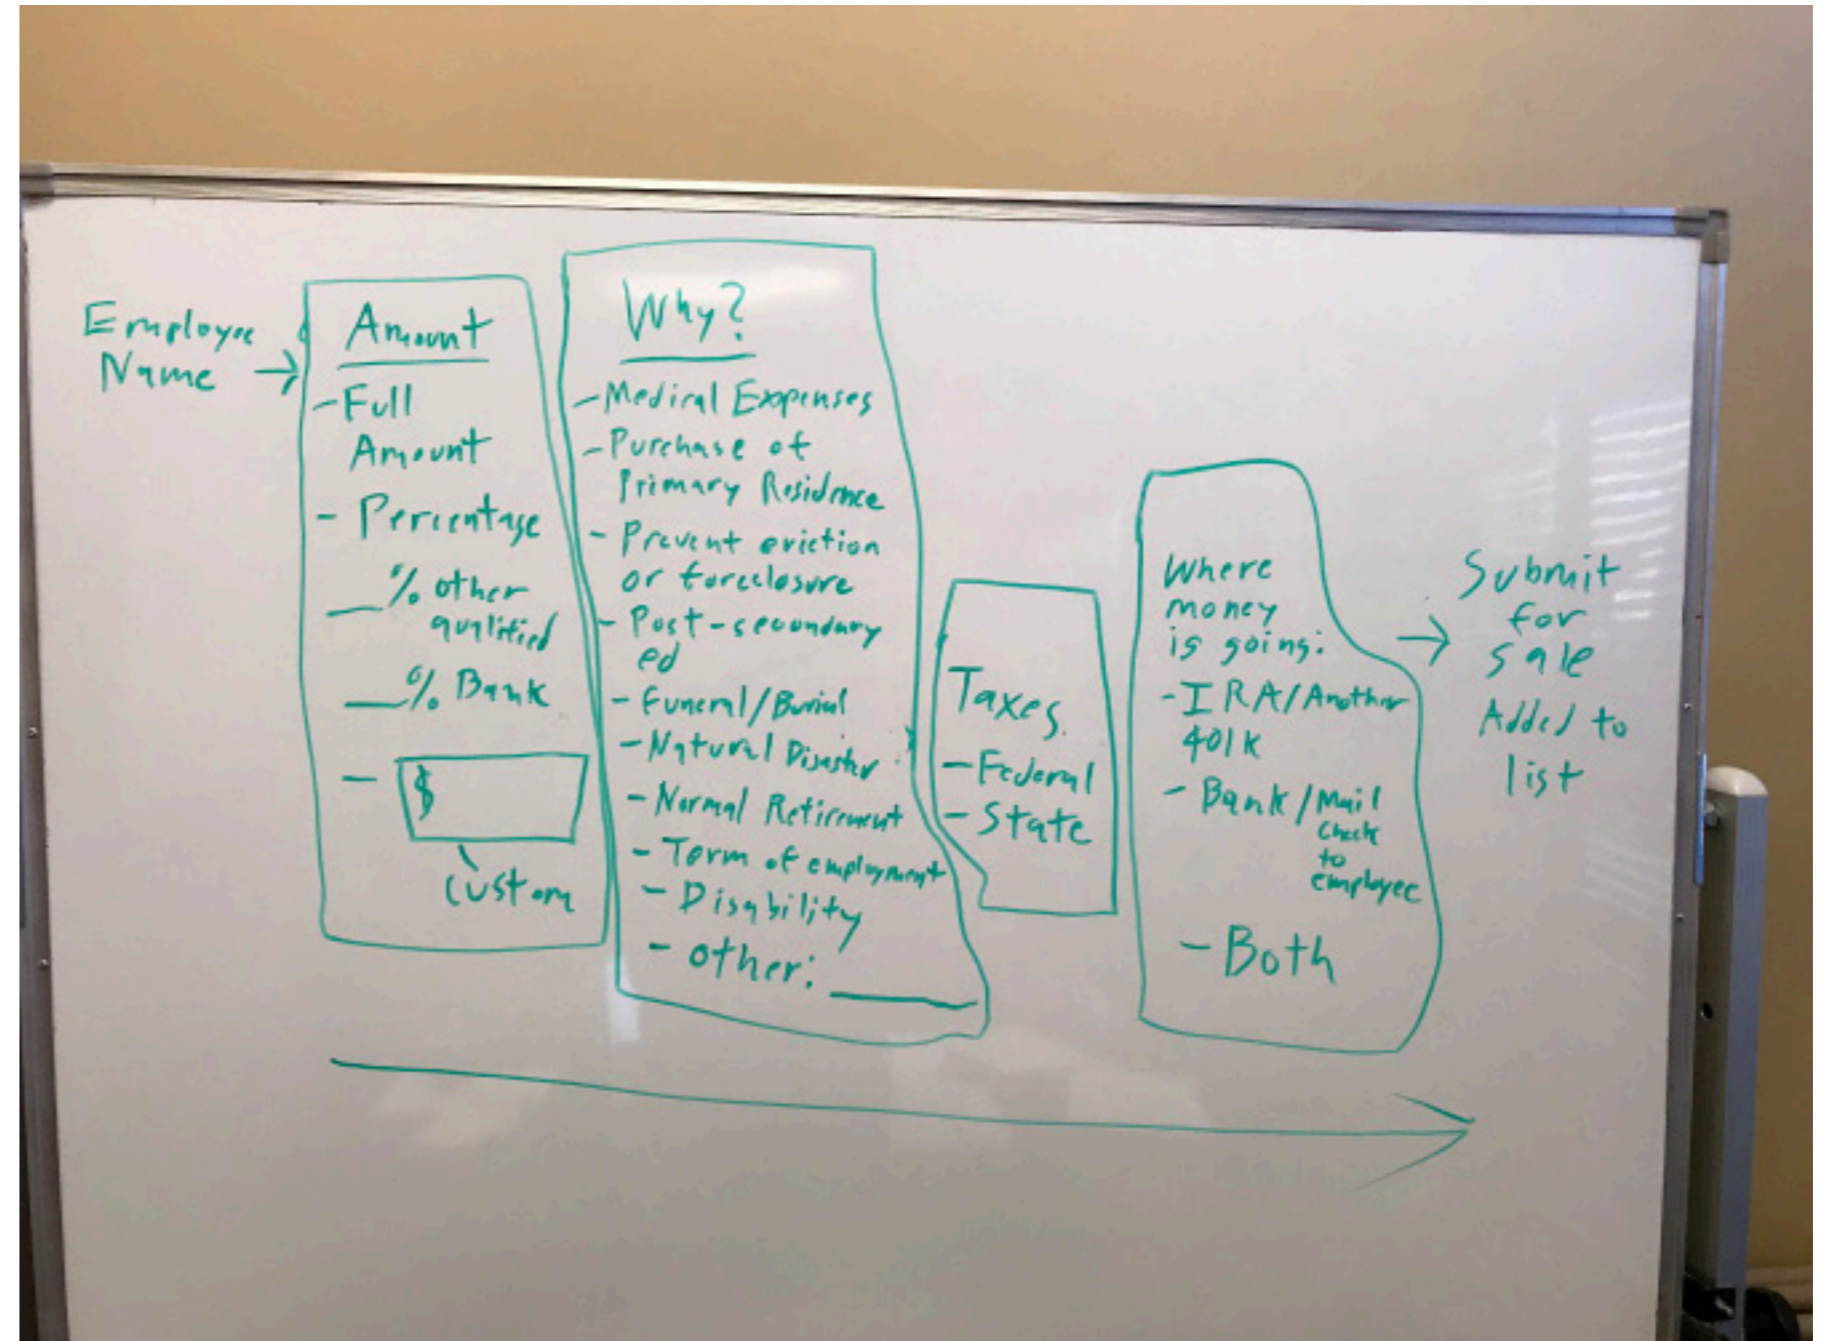 Employee
Name →
Amount
- Full
Amount
- Percentage
__% other
qualified
__% Bank
- $
custom
Why?
- Medical Expenses
- Purchase of
Primary Residence
- Prevent eviction
or foreclosure
- Post-secondary
ed
- Funeral/Burial
- Natural Disaster
- Normal Retirement
- Term of employment
- Disability
- other: ____
Taxes
- Federal
- State
Where
money
is going:
- IRA/Another
401K
- Bank/Mail
check
to
employee
- Both
→ Submit
for
sale
Added to
list